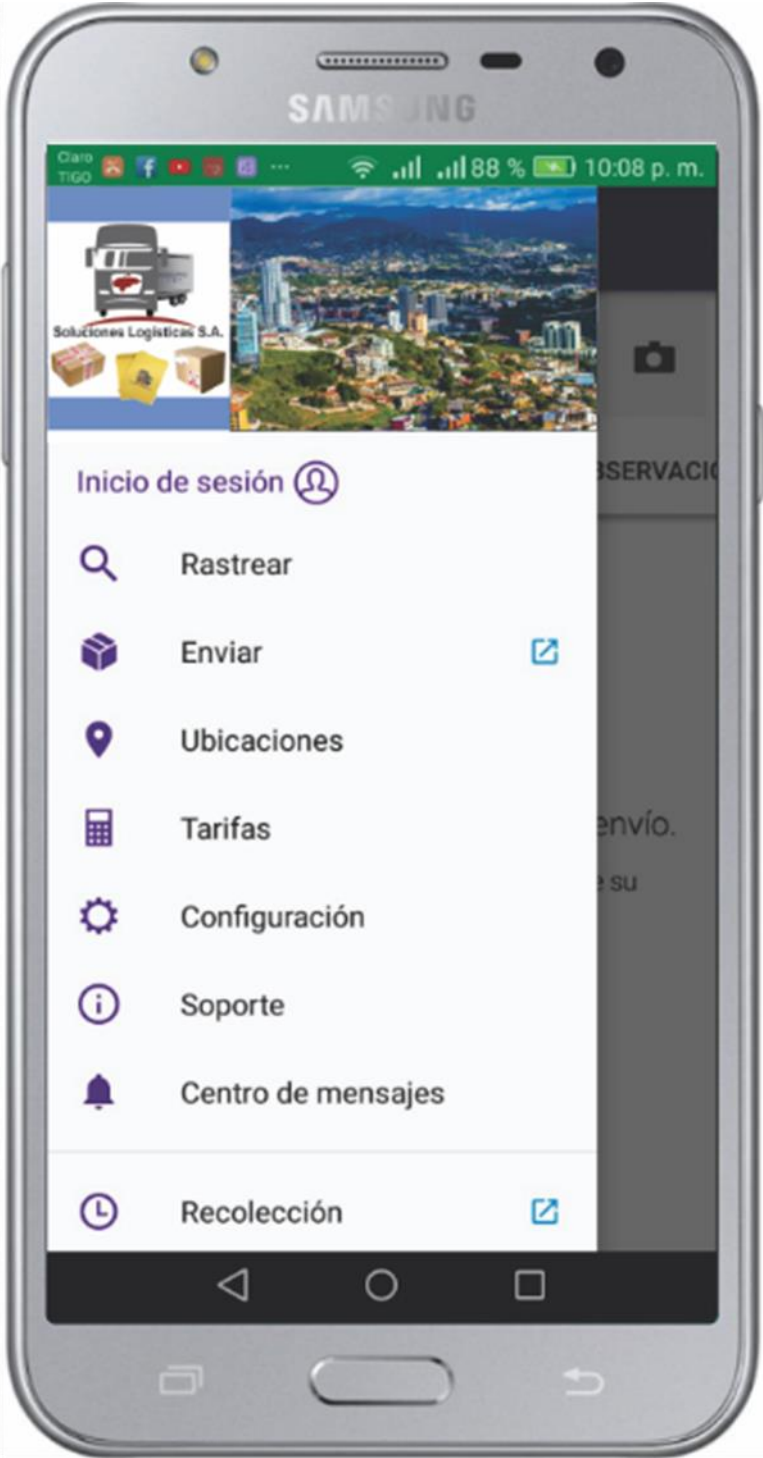 SAMSUNG
Claro
TIGO
88 % 10:08 p. m.
Soluciones Logísticas S.A.
Inicio de sesión
BSERVACIO
Rastrear
Enviar
Ubicaciones
Tarifas
envío.
e su
Configuración
Soporte
Centro de mensajes
Recolección